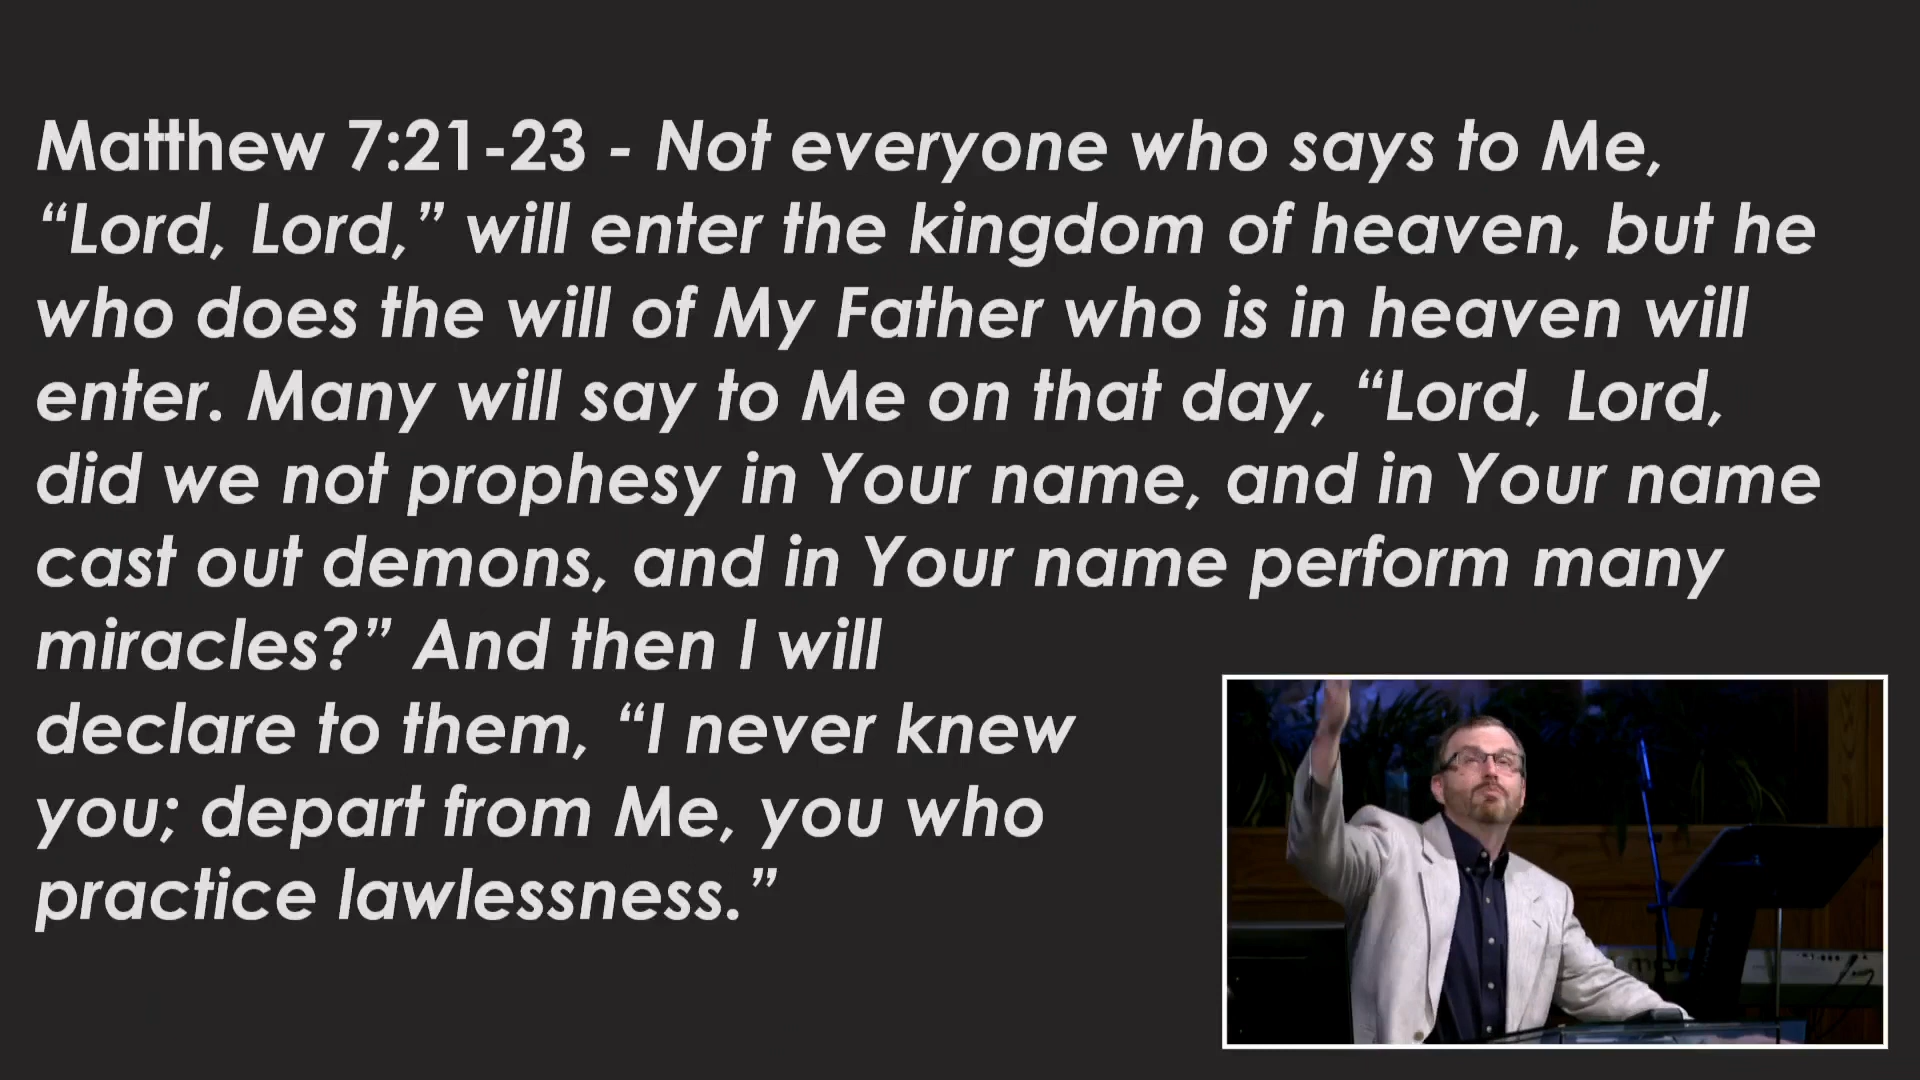 Matthew 7:21-23 - Not everyone who says to Me,
“Lord, Lord,” will enter the kingdom of heaven, but he
who does the will of My Father who is in heaven will
enter. Many will say to Me on that day, “Lord, Lord,
did we not prophesy in Your name, and in Your name
cast out demons, and in Your name perform many
miracles?” And then I will
declare to them, “I never knew
you; depart from Me, you who
practice lawlessness.”